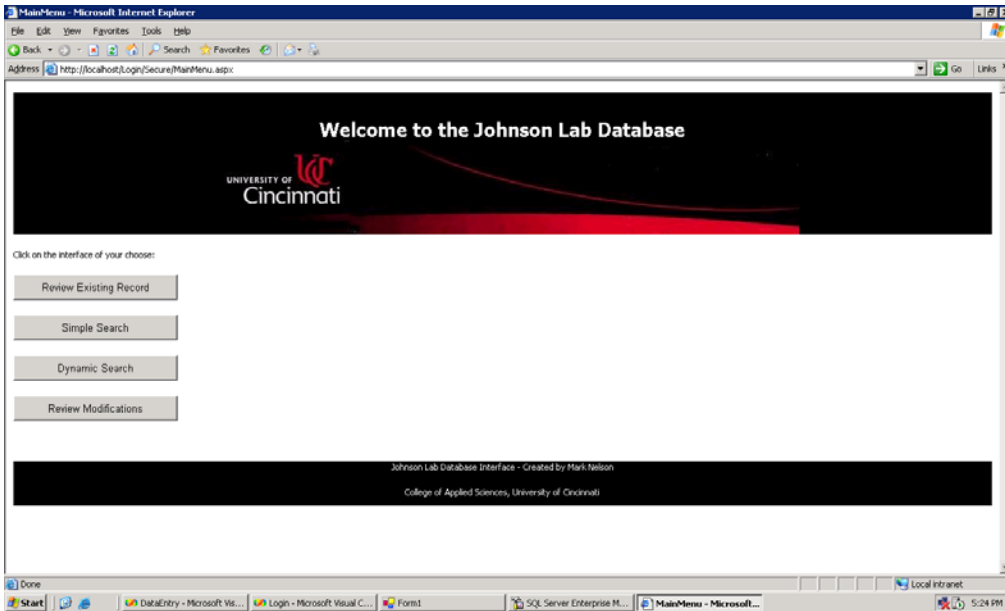 MainMenu - Microsoft Internet Explorer
File Edit View Favorites Tools Help
Back Search Favorites
Address http://localhost/Login/Secure/MainMenu.aspx Go Links
Welcome to the Johnson Lab Database
UNIVERSITY OF
Cincinnati
Click on the interface of your choose:
Review Existing Record
Simple Search
Dynamic Search
Review Modifications
Johnson Lab Database Interface - Created by Mark Nelson
College of Applied Sciences, University of Cincinnati
Done Local intranet
Start DataEntry - Microsoft Vis... Login - Microsoft Visual C... Form1 SQL Server Enterprise M... MainMenu - Microsoft... 5:24 PM